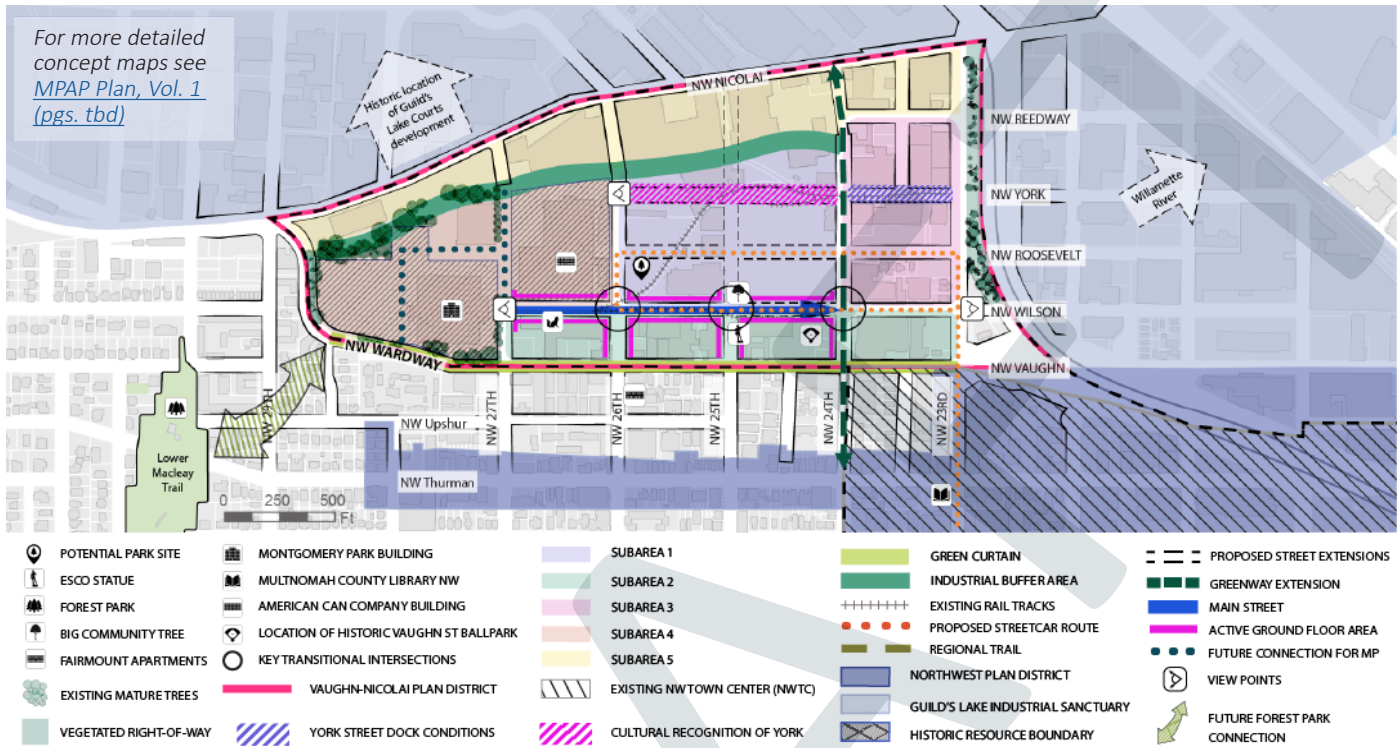 For more detailed
concept maps see
MPAP Plan, Vol. 1
(pgs. tbd)
Historic location
of Guild's
Lake Courts
development
NW NICOLAI
NW REEDWAY
NW YORK
Willamette
River
NW ROOSEVELT
NW WILSON
NW WARDWAY
NW VAUGHN
NW 29TH
NW 27TH
NW 26TH
NW 25TH
NW 24TH
NW 23RD
NW Upshur
Lower
Macleay
Trail
NW Thurman
0 250 500
Ft
POTENTIAL PARK SITE
ESCO STATUE
FOREST PARK
BIG COMMUNITY TREE
FAIRMOUNT APARTMENTS
EXISTING MATURE TREES
VEGETATED RIGHT-OF-WAY
MONTGOMERY PARK BUILDING
MULTNOMAH COUNTY LIBRARY NW
AMERICAN CAN COMPANY BUILDING
LOCATION OF HISTORIC VAUGHN ST BALLPARK
KEY TRANSITIONAL INTERSECTIONS
VAUGHN-NICOLAI PLAN DISTRICT
YORK STREET DOCK CONDITIONS
SUBAREA 1
SUBAREA 2
SUBAREA 3
SUBAREA 4
SUBAREA 5
EXISTING NWTOWN CENTER (NWTC)
CULTURAL RECOGNITION OF YORK
GREEN CURTAIN
INDUSTRIAL BUFFER AREA
EXISTING RAIL TRACKS
PROPOSED STREETCAR ROUTE
REGIONAL TRAIL
NORTHWEST PLAN DISTRICT
GUILD'S LAKE INDUSTRIAL SANCTUARY
HISTORIC RESOURCE BOUNDARY
PROPOSED STREET EXTENSIONS
GREENWAY EXTENSION
MAIN STREET
ACTIVE GROUND FLOOR AREA
FUTURE CONNECTION FOR MP
VIEW POINTS
FUTURE FOREST PARK
CONNECTION